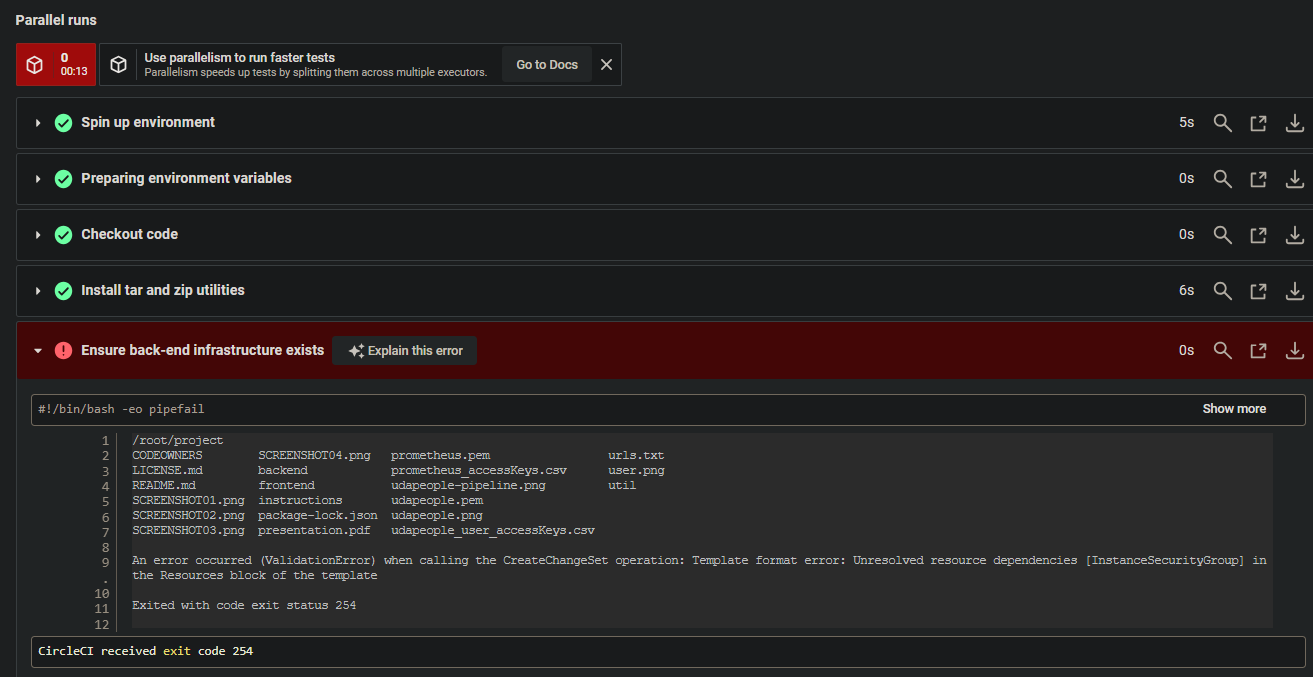 Parallel runs
0
00:13
Use parallelism to run faster tests
Parallelism speeds up tests by splitting them across multiple executors.
Go to Docs
Spin up environment 5s
Preparing environment variables 0s
Checkout code 0s
Install tar and zip utilities 6s
Ensure back-end infrastructure exists Explain this error 0s
#!/bin/bash -eo pipefail Show more
1 /root/project
2 CODEOWNERS SCREENSHOT04.png prometheus.pem urls.txt
3 LICENSE.md backend prometheus_accessKeys.csv user.png
4 README.md frontend udapeople-pipeline.png util
5 SCREENSHOT01.png instructions udapeople.pem
6 SCREENSHOT02.png package-lock.json udapeople.png
7 SCREENSHOT03.png presentation.pdf udapeople_user_accessKeys.csv
8
9 An error occurred (ValidationError) when calling the CreateChangeSet operation: Template format error: Unresolved resource dependencies [InstanceSecurityGroup] in
. the Resources block of the template
10
11 Exited with code exit status 254
12
CircleCI received exit code 254